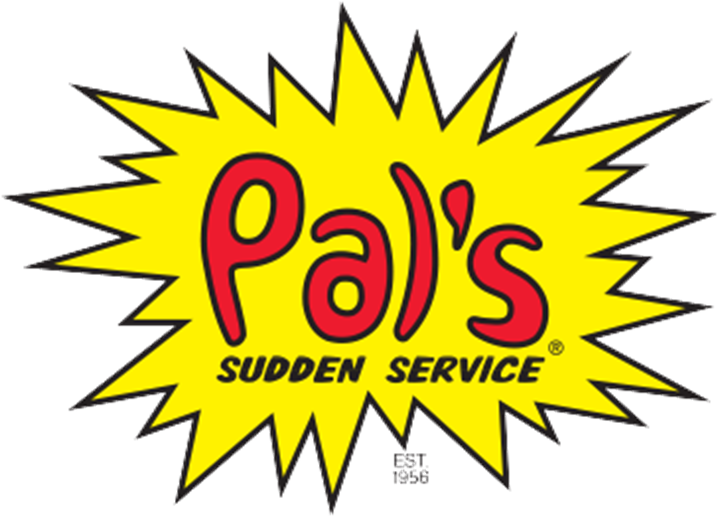 Pal's
SUDDEN SERVICE®
EST.
1956